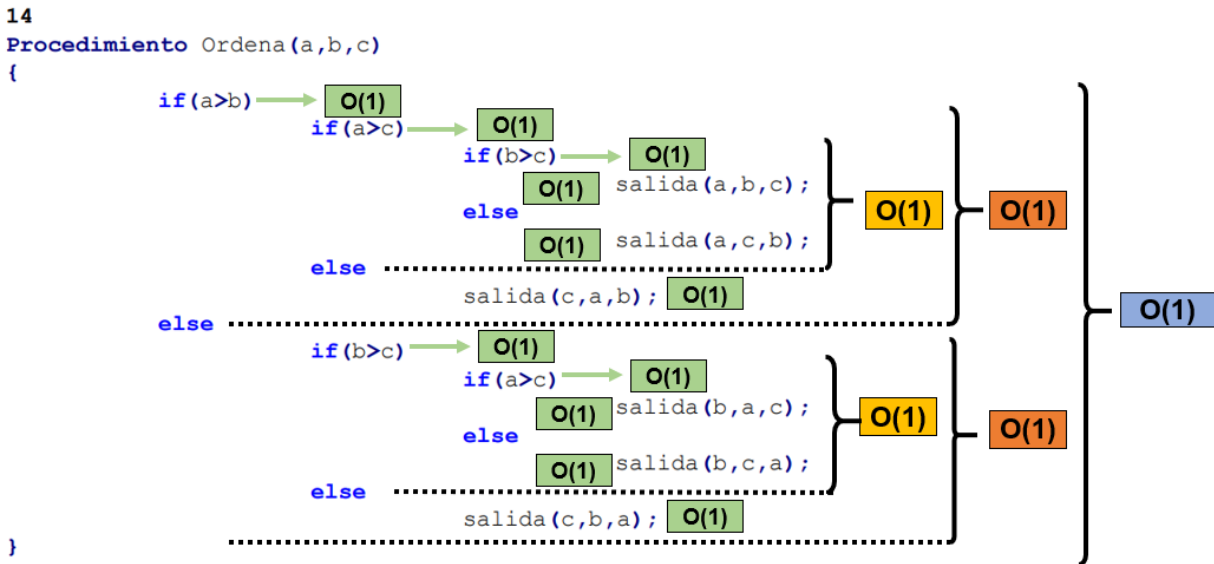 14
Procedimiento Ordena(a,b,c)
{
if(a>b) O(1)
if(a>c) O(1)
if(b>c) O(1)
O(1) salida(a,b,c);
else
O(1) salida(a,c,b);
O(1) O(1)
else
salida(c,a,b); O(1)
else
O(1)
if(b>c) O(1)
if(a>c) O(1)
O(1) salida(b,a,c);
else
O(1) salida(b,c,a);
O(1) O(1)
else
salida(c,b,a); O(1)
}